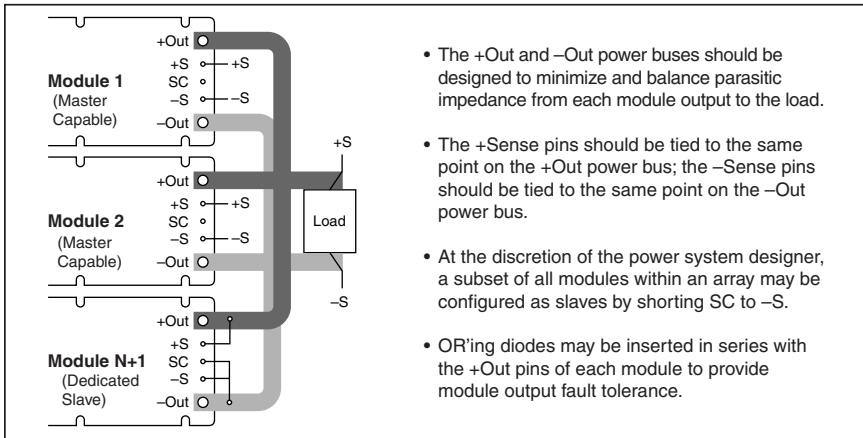 +Out
+S
+S
Module 1
SC
(Master
Capable)
–S
–S
–Out
+Out
+S
+S
Module 2
SC
(Master
Capable)
–S
–S
–Out
+Out
+S
Module N+1
SC
(Dedicated
Slave)
–S
–Out
+S
Load
–S
• The +Out and –Out power buses should be
designed to minimize and balance parasitic
impedance from each module output to the load.
• The +Sense pins should be tied to the same
point on the +Out power bus; the –Sense pins
should be tied to the same point on the –Out
power bus.
• At the discretion of the power system designer,
a subset of all modules within an array may be
configured as slaves by shorting SC to –S.
• OR'ing diodes may be inserted in series with
the +Out pins of each module to provide
module output fault tolerance.